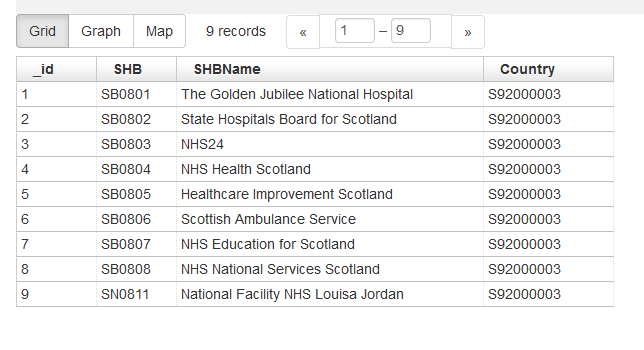 Grid Graph Map 9 records « 1 – 9 »
_id SHB SHBName Country
1 SB0801 The Golden Jubilee National Hospital S92000003
2 SB0802 State Hospitals Board for Scotland S92000003
3 SB0803 NHS24 S92000003
4 SB0804 NHS Health Scotland S92000003
5 SB0805 Healthcare Improvement Scotland S92000003
6 SB0806 Scottish Ambulance Service S92000003
7 SB0807 NHS Education for Scotland S92000003
8 SB0808 NHS National Services Scotland S92000003
9 SN0811 National Facility NHS Louisa Jordan S92000003